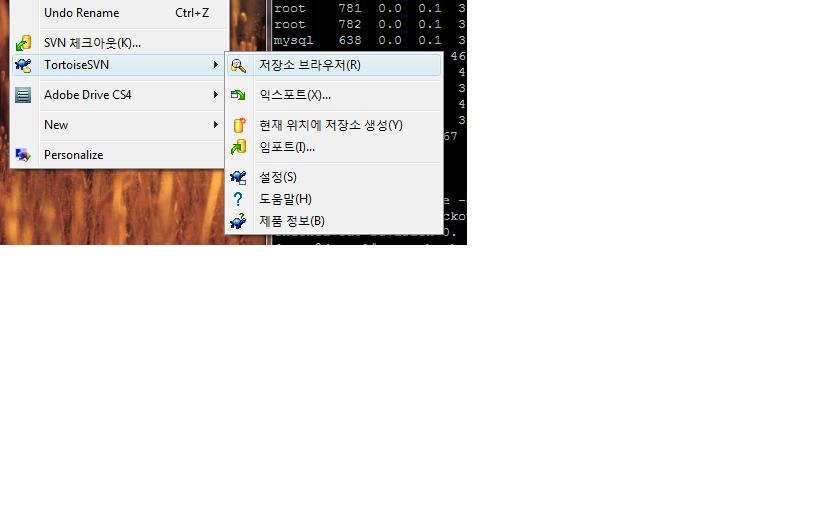 Undo Rename Ctrl+Z
SVN 체크아웃(K)...
TortoiseSVN
Adobe Drive CS4
New
Personalize
저장소 브라우저(R)
익스포트(X)...
현재 위치에 저장소 생성(Y)
임포트(I)...
설정(S)
도움말(H)
제품 정보(B)
root 781 0.0 0.1 3
root 782 0.0 0.1 3
mysql 638 0.0 0.1 3
46
3
4
3
67
e -
cko
0.